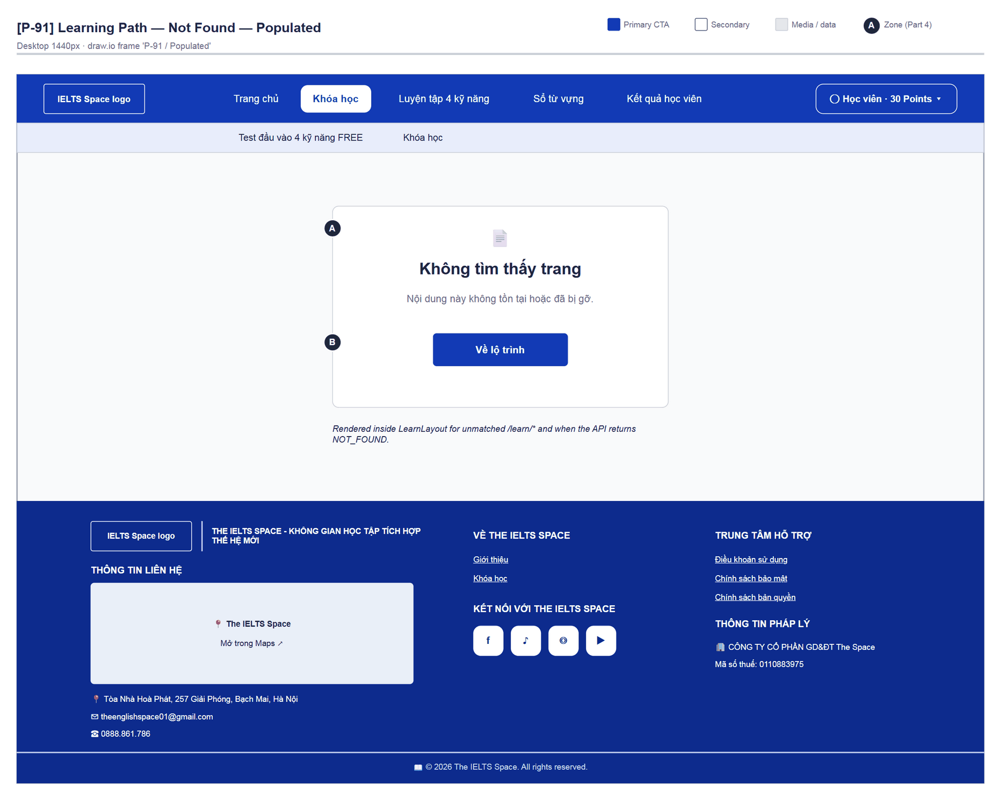 [P-91] Learning Path — Not Found — Populated
Desktop 1440px · draw.io frame 'P-91 / Populated'
Primary CTA
Secondary
Media / data
A Zone (Part 4)
IELTS Space logo
Trang chủ
Khóa học
Luyện tập 4 kỹ năng
Sổ từ vựng
Kết quả học viên
Học viên · 30 Points ▾
Test đầu vào 4 kỹ năng FREE
Khóa học
A
Không tìm thấy trang
Nội dung này không tồn tại hoặc đã bị gỡ.
B
Về lộ trình
Rendered inside LearnLayout for unmatched /learn/* and when the API returns
NOT_FOUND.
IELTS Space logo
THE IELTS SPACE - KHÔNG GIAN HỌC TẬP TÍCH HỢP
THẾ HỆ MỚI
THÔNG TIN LIÊN HỆ
The IELTS Space
Mở trong Maps ↗
Tòa Nhà Hoà Phát, 257 Giải Phóng, Bạch Mai, Hà Nội
theenglishspace01@gmail.com
0888.861.786
VỀ THE IELTS SPACE
Giới thiệu
Khóa học
KẾT NỐI VỚI THE IELTS SPACE
f
TRUNG TÂM HỖ TRỢ
Điều khoản sử dụng
Chính sách bảo mật
Chính sách bản quyền
THÔNG TIN PHÁP LÝ
CÔNG TY CỔ PHẦN GD&ĐT The Space
Mã số thuế: 0110883975
© 2026 The IELTS Space. All rights reserved.